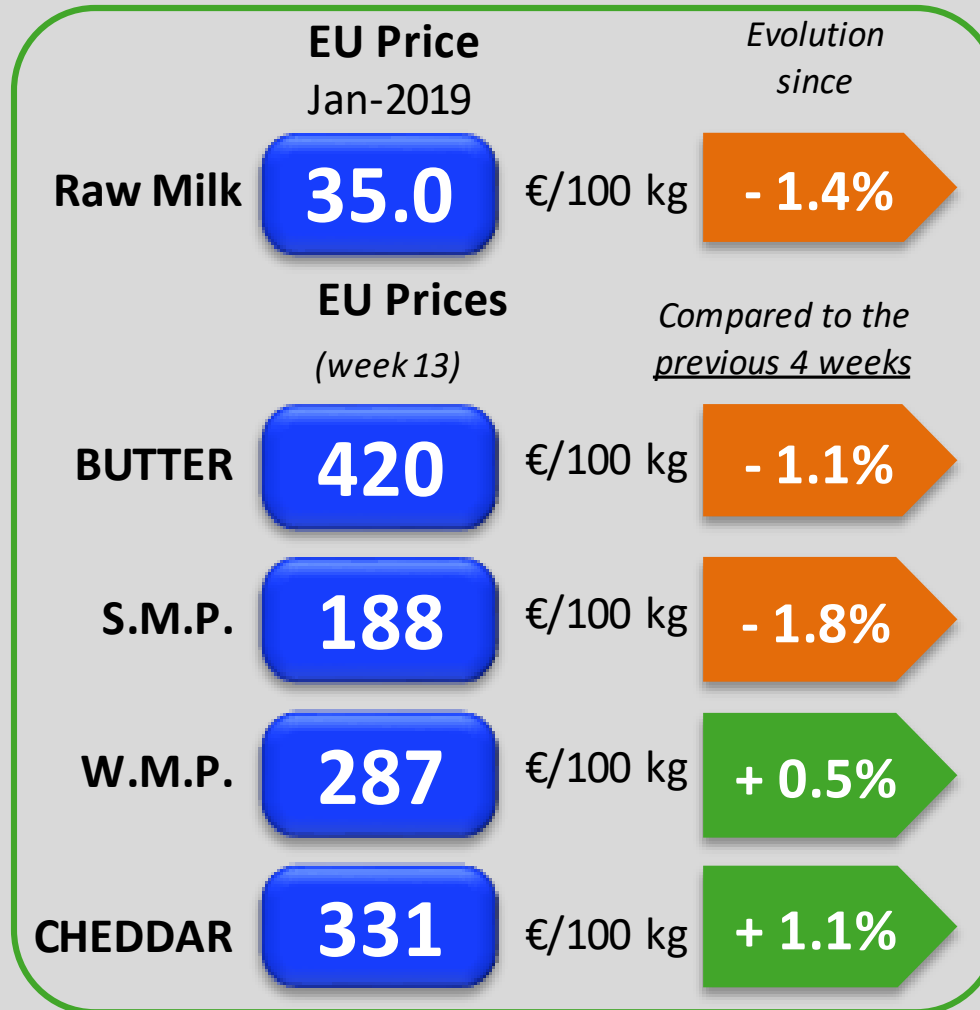 EU Price
Jan-2019
Evolution
since
Raw Milk 35.0 €/100 kg - 1.4%
EU Prices
(week 13)
Compared to the
previous 4 weeks
BUTTER 420 €/100 kg - 1.1%
S.M.P. 188 €/100 kg - 1.8%
W.M.P. 287 €/100 kg + 0.5%
CHEDDAR 331 €/100 kg + 1.1%